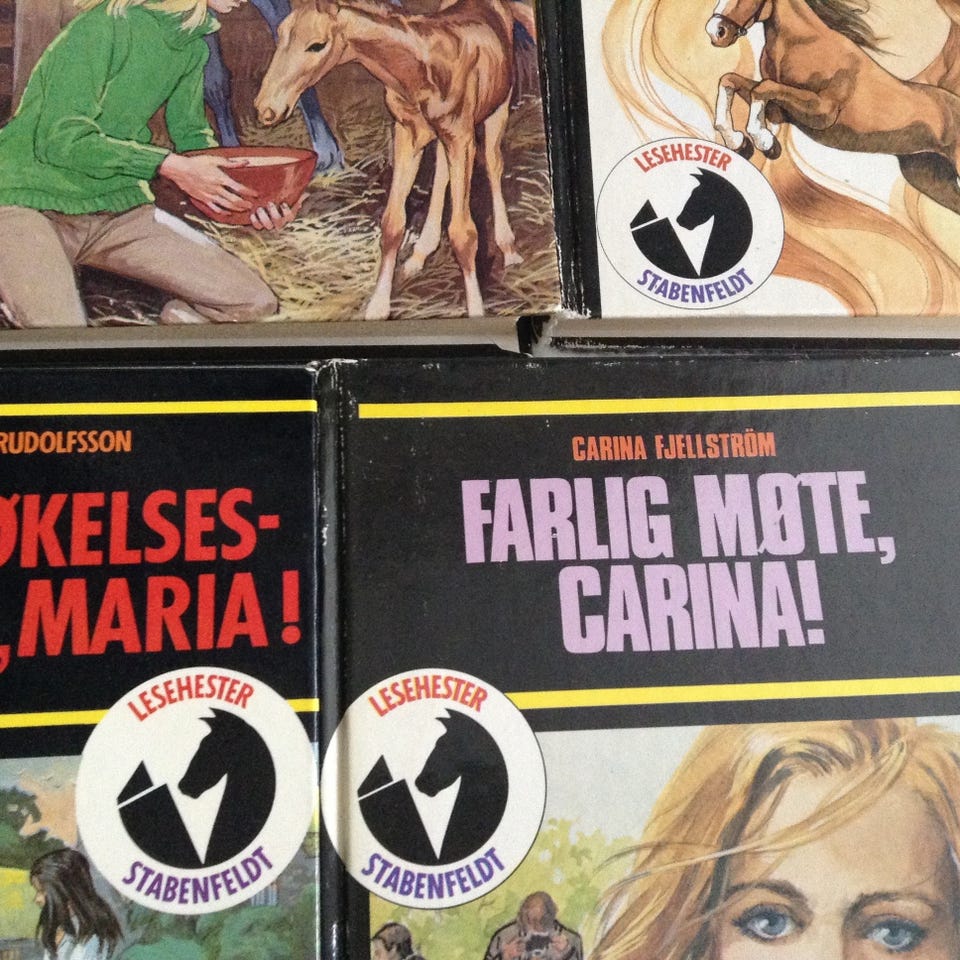 LESEHESTER
STABENFELDT
RUDOLFSSON
ØKELSES-
, MARIA!
LESEHESTER
STABENFELDT
CARINA FJELLSTRÖM
FARLIG MØTE,
CARINA!
LESEHESTER
STABENFELDT